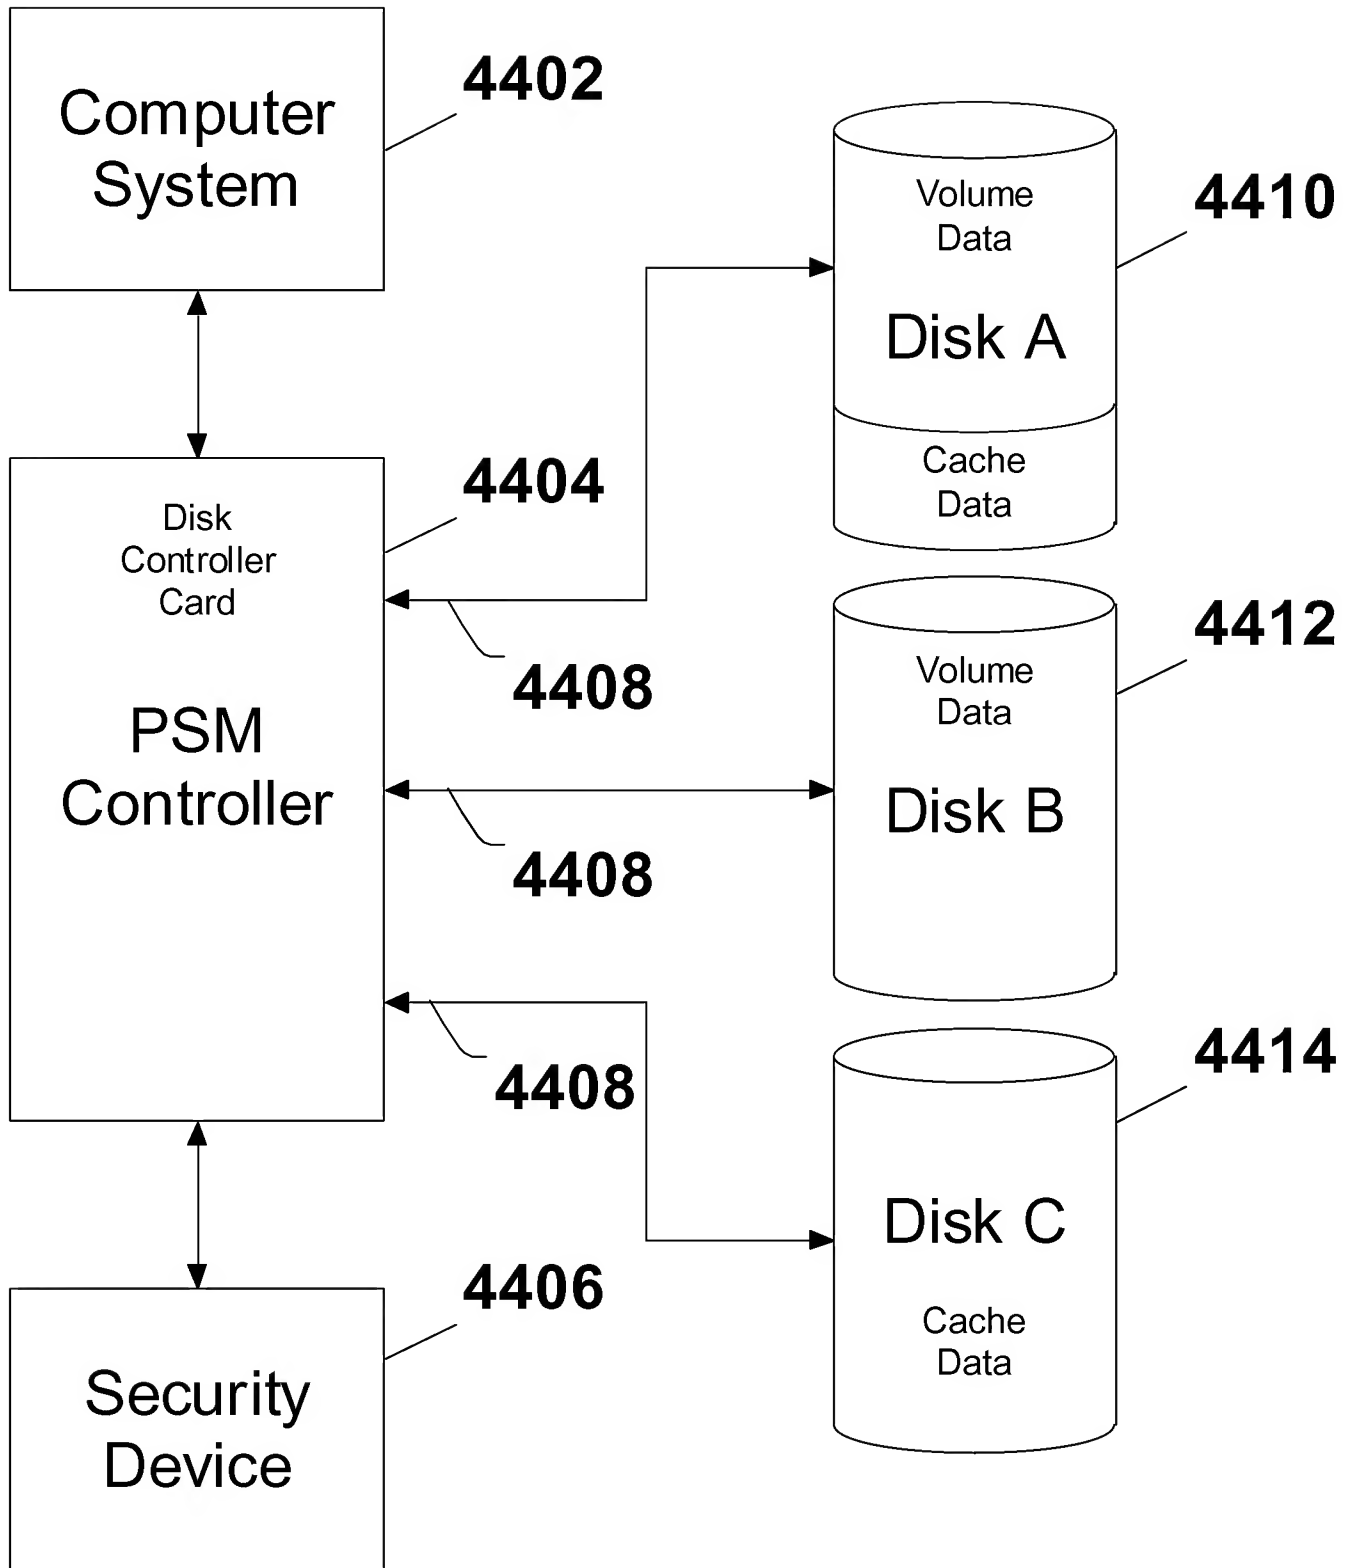 Computer
System
4402
Volume
Data
Disk A
Cache
Data
4410
Disk
Controller
Card
PSM
Controller
4404
4408
4408
4408
Volume
Data
Disk B
4412
Disk C
Cache
Data
4414
Security
Device
4406